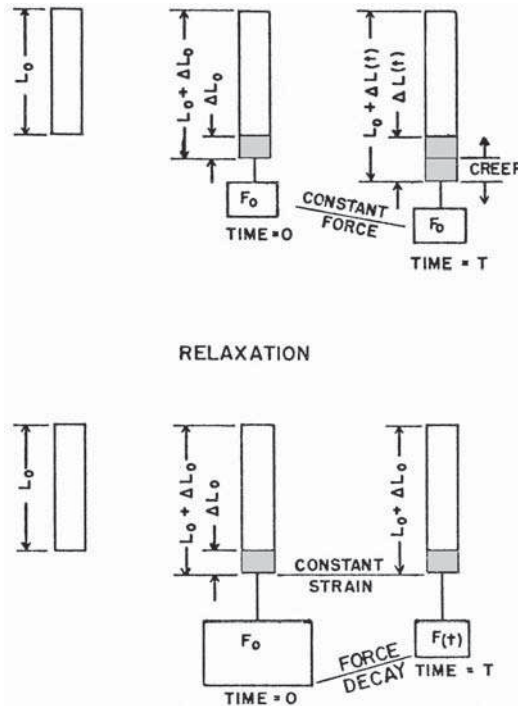 L₀
L₀ + ΔL₀
ΔL₀
L₀ + ΔL(t)
ΔL(t)
CREEP
F₀
CONSTANT
FORCE
F₀
TIME = 0
TIME = T
RELAXATION
L₀
L₀ + ΔL₀
ΔL₀
L₀ + ΔL₀
CONSTANT
STRAIN
F₀
FORCE
DECAY
F(t)
TIME = 0
TIME = T